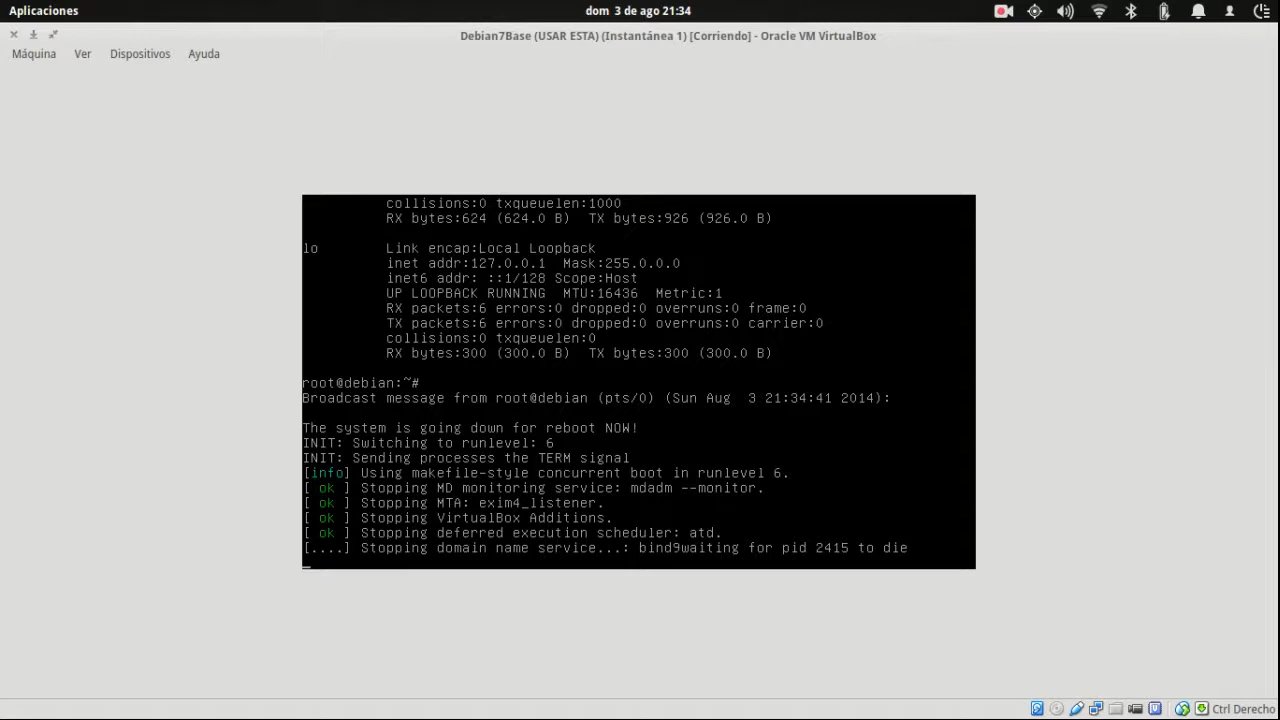 Aplicaciones
dom 3 de ago 21:34
Debian7Base (USAR ESTA) (Instantánea 1) [Corriendo] - Oracle VM VirtualBox
Máquina Ver Dispositivos Ayuda
collisions:0 txqueuelen:1000
RX bytes:624 (624.0 B) TX bytes:926 (926.0 B)
lo Link encap:Local Loopback
inet addr:127.0.0.1 Mask:255.0.0.0
inet6 addr: ::1/128 Scope:Host
UP LOOPBACK RUNNING MTU:16436 Metric:1
RX packets:6 errors:0 dropped:0 overruns:0 frame:0
TX packets:6 errors:0 dropped:0 overruns:0 carrier:0
collisions:0 txqueuelen:0
RX bytes:300 (300.0 B) TX bytes:300 (300.0 B)
root@debian:~#
Broadcast message from root@debian (pts/0) (Sun Aug 3 21:34:41 2014):
The system is going down for reboot NOW!
INIT: Switching to runlevel: 6
INIT: Sending processes the TERM signal
[info] Using makefile-style concurrent boot in runlevel 6.
[ ok ] Stopping MD monitoring service: mdadm --monitor.
[ ok ] Stopping MTA: exim4_listener.
[ ok ] Stopping VirtualBox Additions.
[ ok ] Stopping deferred execution scheduler: atd.
[....] Stopping domain name service...: bind9waiting for pid 2415 to die
Ctrl Derecho